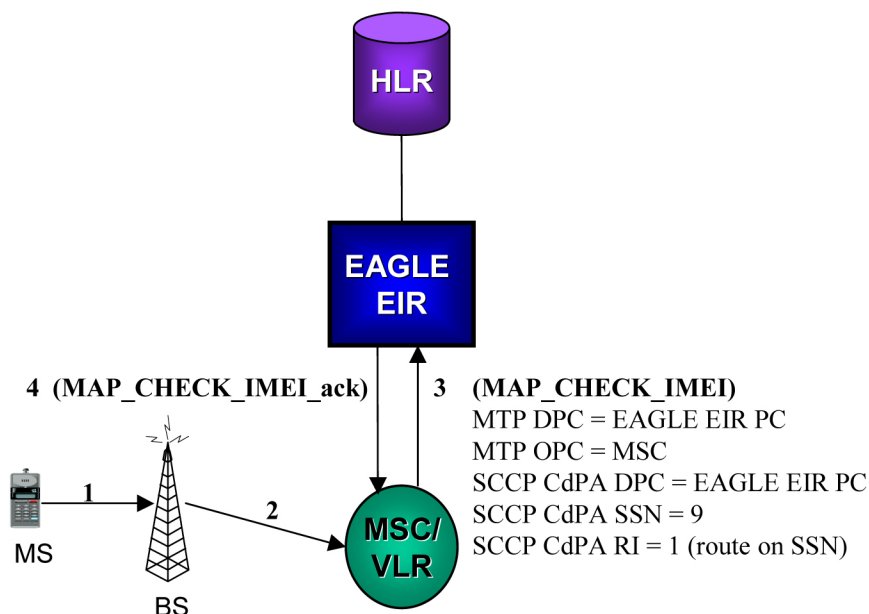 HLR
EAGLE
EIR
4 (MAP_CHECK_IMEI_ack)
3 (MAP_CHECK_IMEI)
MTP DPC = EAGLE EIR PC
MTP OPC = MSC
SCCP CdPA DPC = EAGLE EIR PC
SCCP CdPA SSN = 9
SCCP CdPA RI = 1 (route on SSN)
1
2
MSC/
VLR
MS
BS